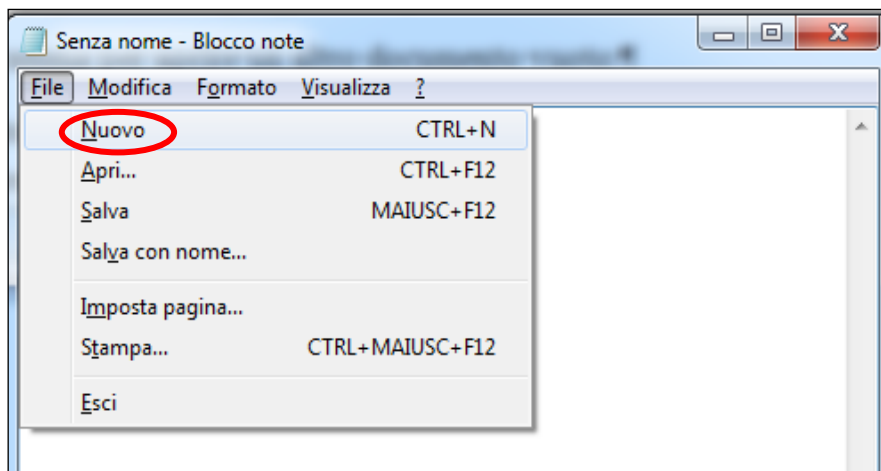 Senza nome - Blocco note
File Modifica Formato Visualizza ?
Nuovo CTRL+N
Apri... CTRL+F12
Salva MAIUSC+F12
Salva con nome...
Imposta pagina...
Stampa... CTRL+MAIUSC+F12
Esci